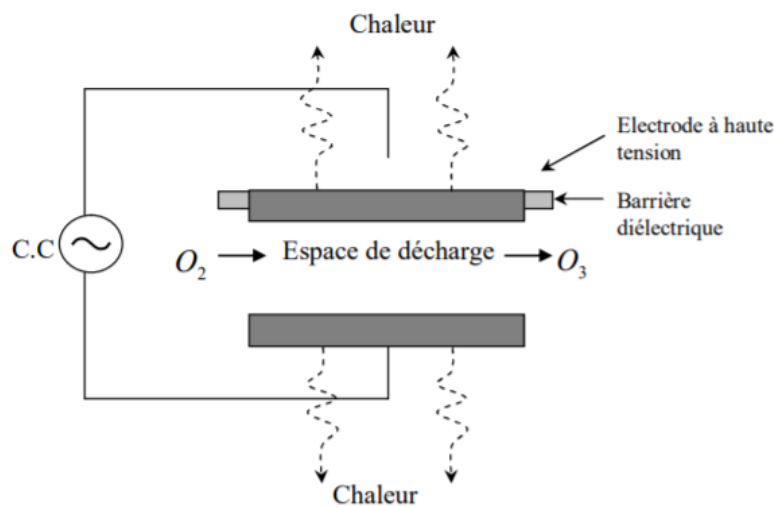 Chaleur
Electrode à haute
tension
Barrière
diélectrique
C.C
O₂ Espace de décharge O₃
Chaleur